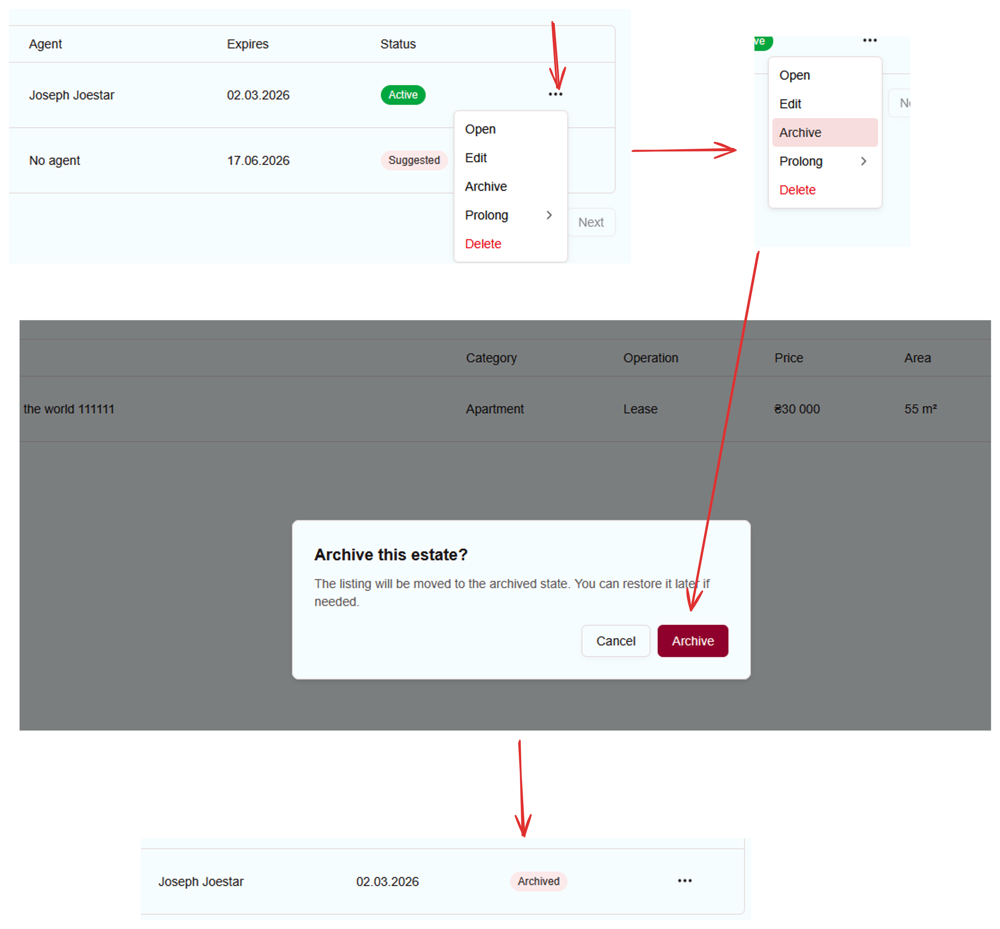 Agent Expires Status
Joseph Joestar 02.03.2026 Active
No agent 17.06.2026 Suggested
Open
Edit
Archive
Prolong
Delete
Next
ve
Open
Edit
Archive
Prolong
Delete
Category Operation Price Area
the world 111111 Apartment Lease ₴30 000 55 m²
Archive this estate?
The listing will be moved to the archived state. You can restore it later if
needed.
Cancel Archive
Joseph Joestar 02.03.2026 Archived